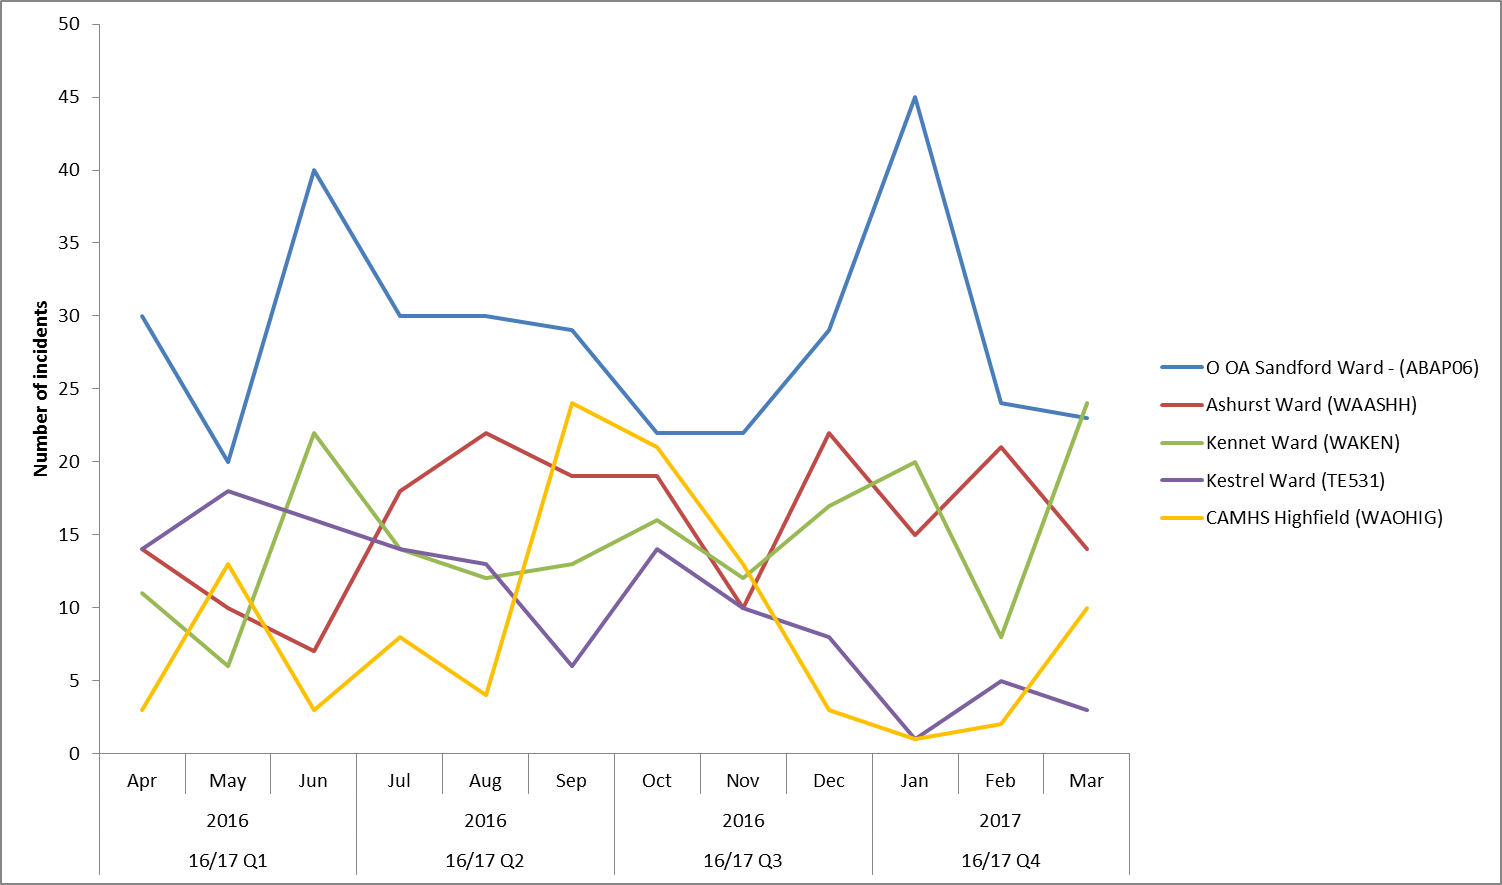 50
45
40
35
30
25
20
15
10
5
0
Number of incidents
Apr May Jun Jul Aug Sep Oct Nov Dec Jan Feb Mar
2016 2016 2016 2017
16/17 Q1 16/17 Q2 16/17 Q3 16/17 Q4
O OA Sandford Ward - (ABAP06)
Ashurst Ward (WAASHH)
Kennet Ward (WAKEN)
Kestrel Ward (TE531)
CAMHS Highfield (WAOHIG)